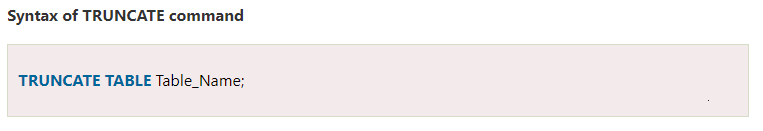 Syntax of TRUNCATE command
TRUNCATE TABLE Table_Name;